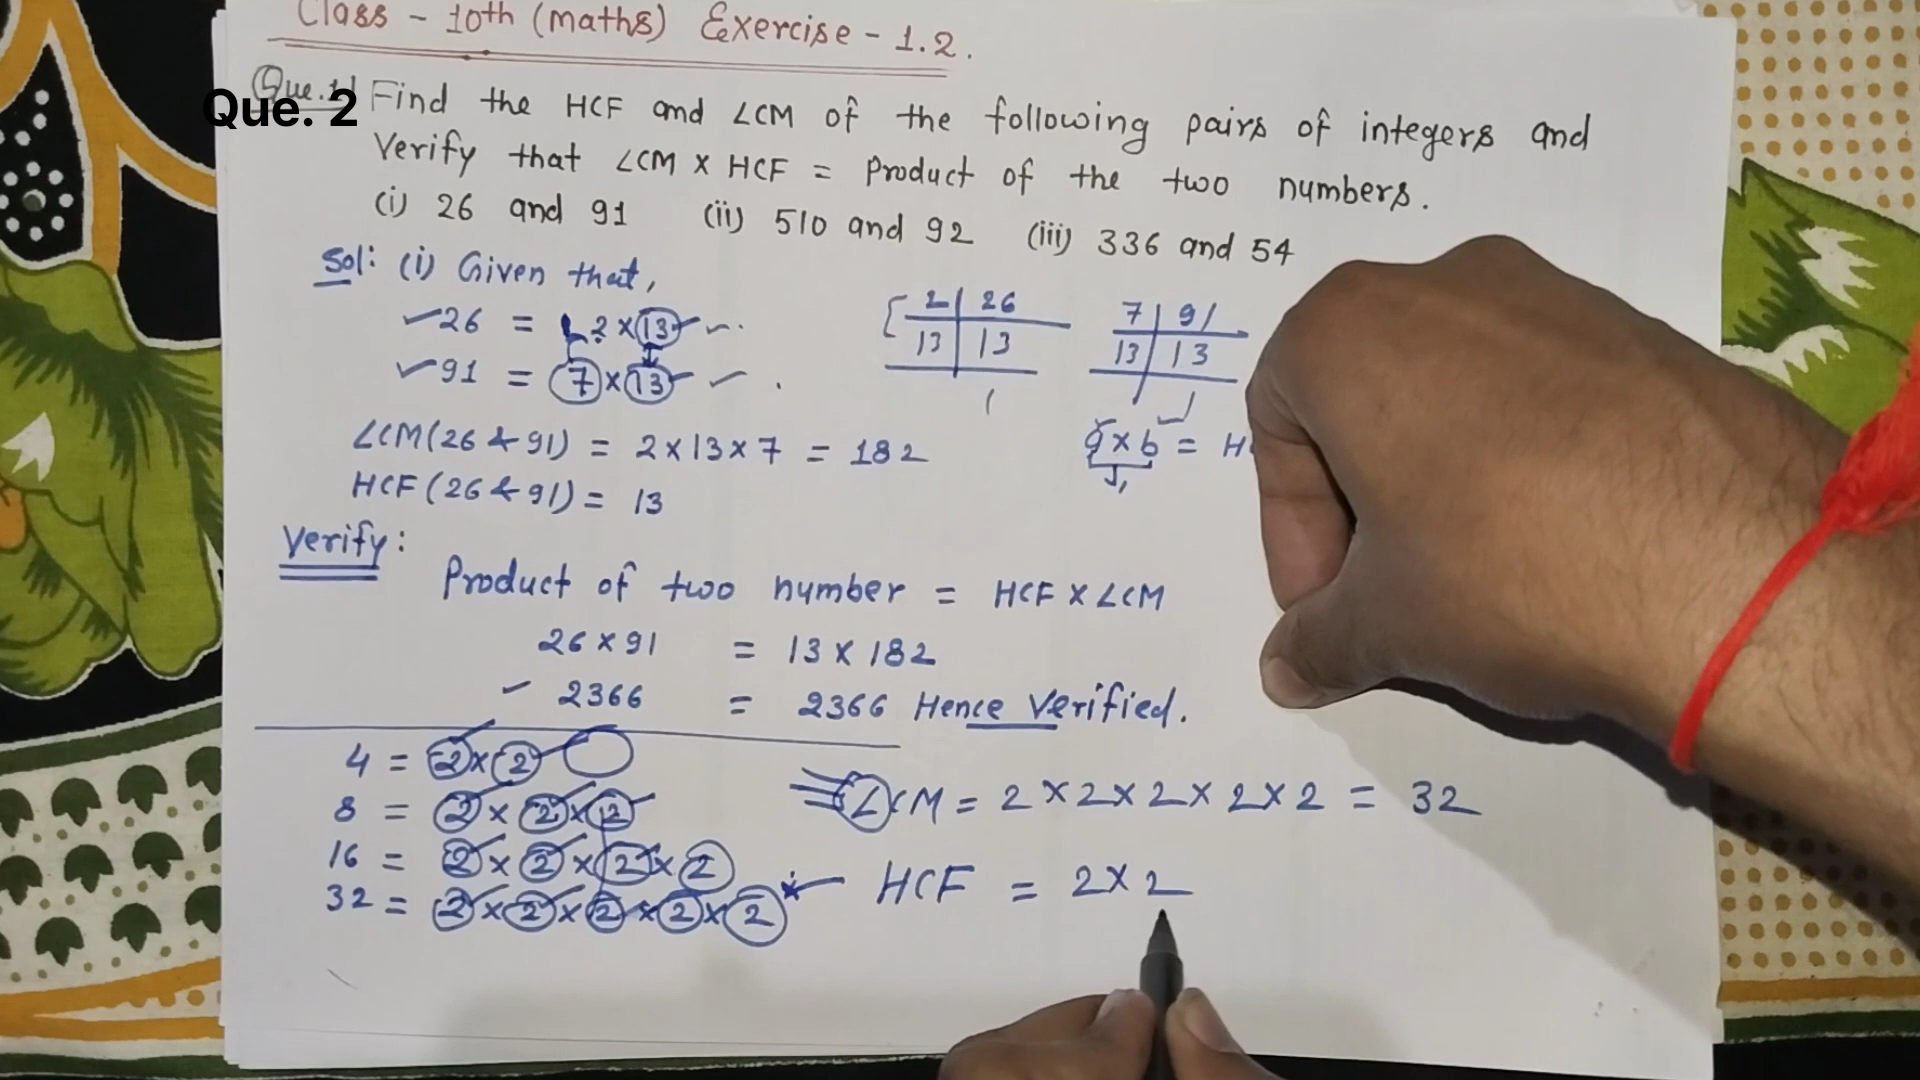 Class - 10th (maths) Exercise - 1.2.
Que. 2 Find the HCF and LCM of the following pairs of integers and
Verify that LCM × HCF = Product of the two numbers.
(i) 26 and 91 (ii) 510 and 92 (iii) 336 and 54
Sol: (i) Given that,
26 = 2 × 13
91 = 7 × 13
2 | 26
13 | 13
1
7 | 91
13 | 13
1
LCM (26 & 91) = 2 × 13 × 7 = 182
HCF (26 & 91) = 13
a × b = H
Verify:
Product of two number = HCF × LCM
26 × 91 = 13 × 182
2366 = 2366 Hence Verified.
4 = 2 × 2
8 = 2 × 2 × 2
16 = 2 × 2 × 2 × 2
32 = 2 × 2 × 2 × 2 × 2
LCM = 2 × 2 × 2 × 2 × 2 = 32
HCF = 2 × 2